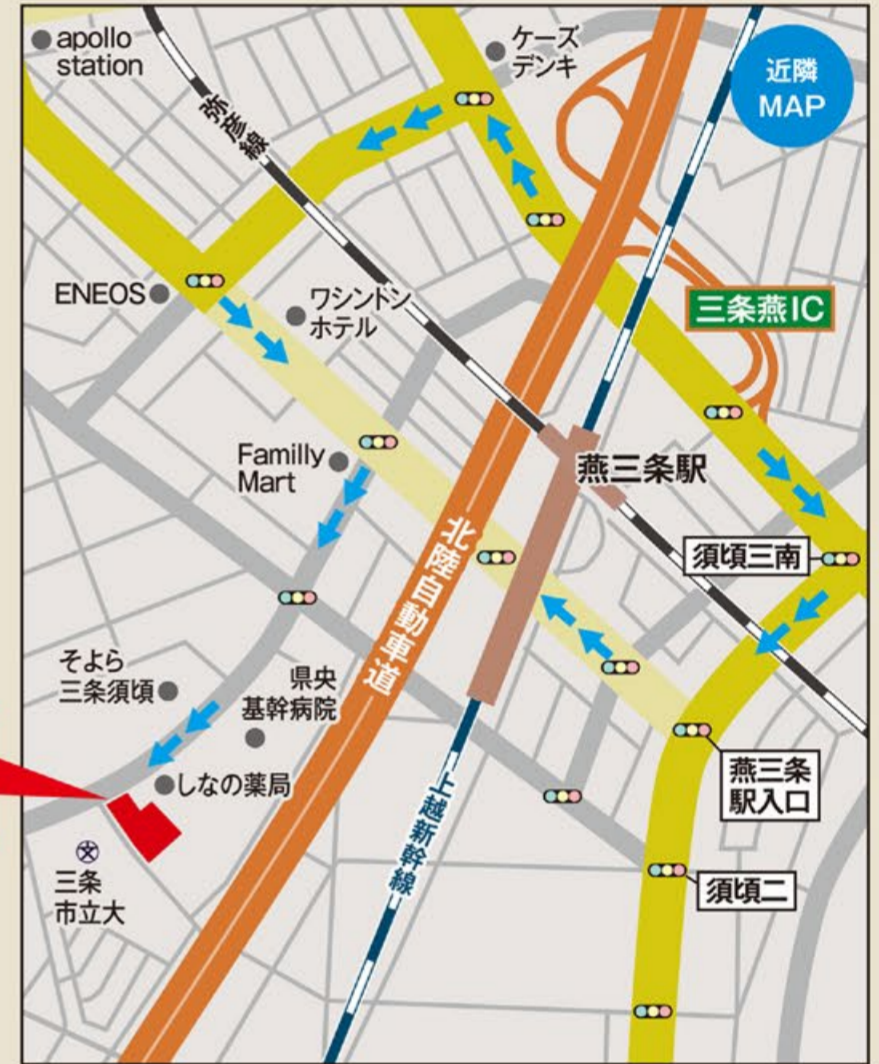 apollo
station
ケーズ
デンキ
近隣
MAP
弥彦線
ENEOS
ワシントン
ホテル
三条燕IC
Familly
Mart
燕三条駅
北陸自動車道
須頃三南
そよら
三条須頃
県央
基幹病院
しなの薬局
燕三条
駅入口
上越新幹線
三条
市立大
須頃二